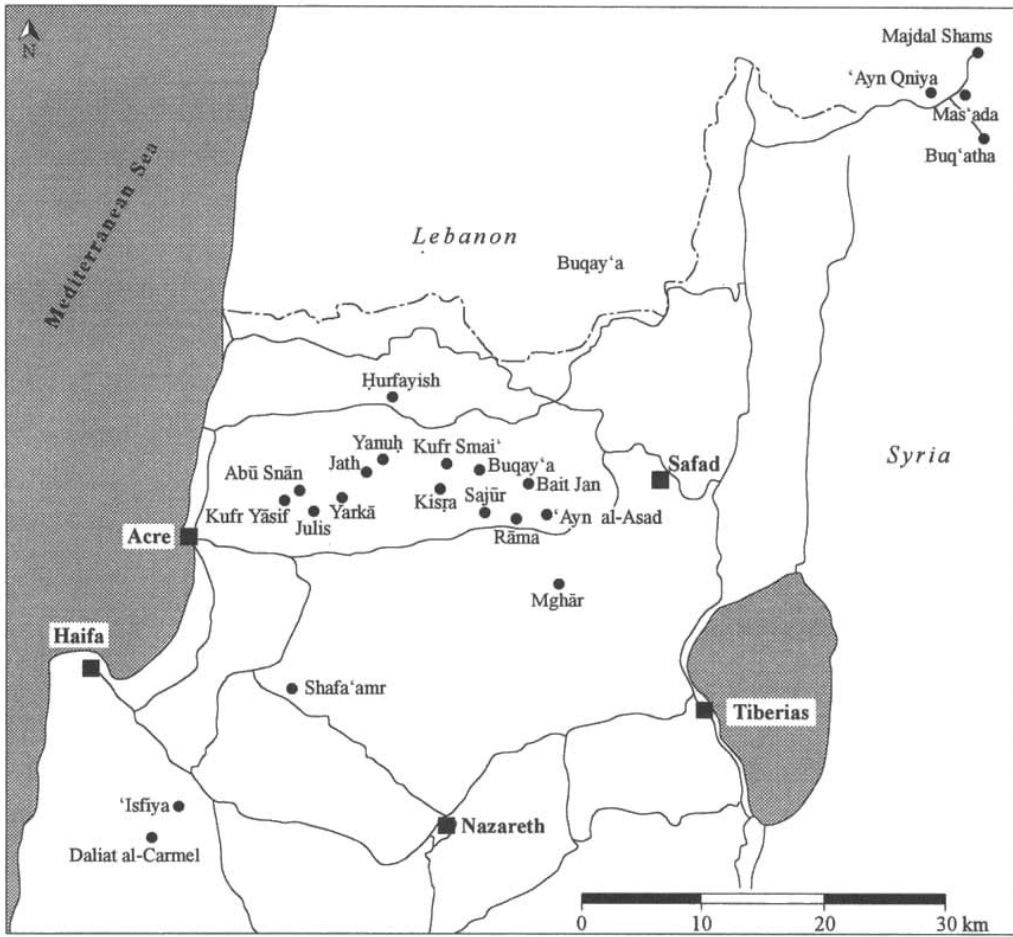 N
Majdal Shams
‘Ayn Qniya
Mas‘ada
Buq‘atha
Mediterranean Sea
Lebanon
Buqay‘a
Ḥurfayish
Yanuḥ
Kufr Smai‘
Jath
Buqay‘a
Safad
Syria
Abū Snān
Bait Jan
Kufr Yāsif
Yarkā
Kisṛa
Sajūr
Julis
‘Ayn al-Asad
Acre
Rāma
Mghār
Haifa
Shafa‘amr
Tiberias
‘Isfiya
Nazareth
Daliat al-Carmel
0 10 20 30 km